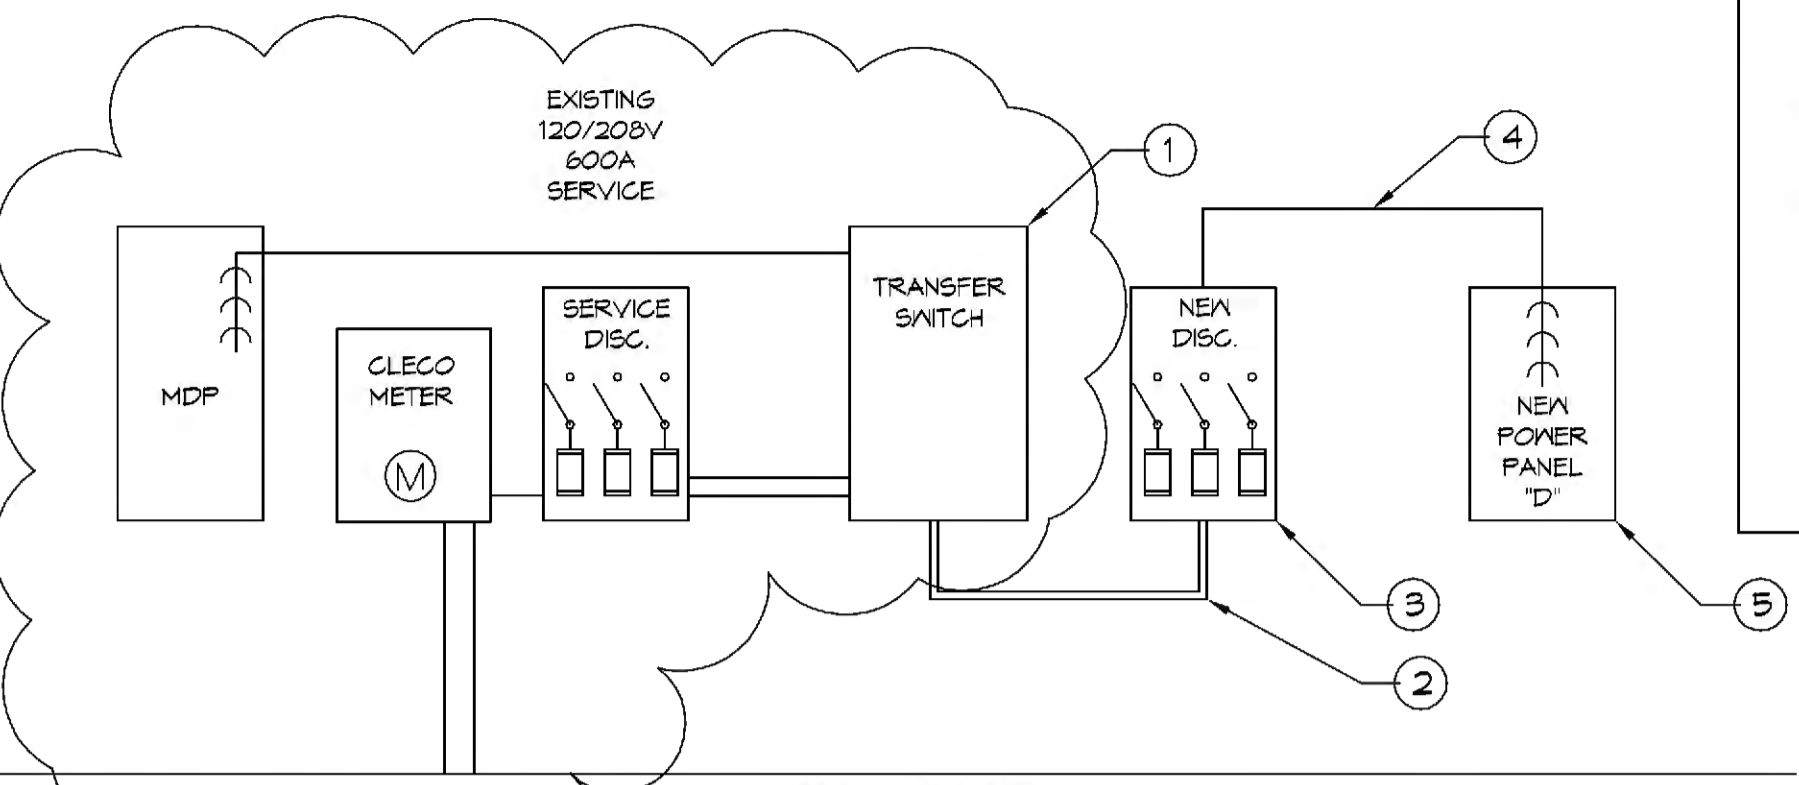 EXISTING
120/208V
600A
SERVICE
1
4
TRANSFER
SWITCH
SERVICE
DISC.
NEW
DISC.
CLECO
METER
M
MDP
NEW
POWER
PANEL
"D"
3
5
2